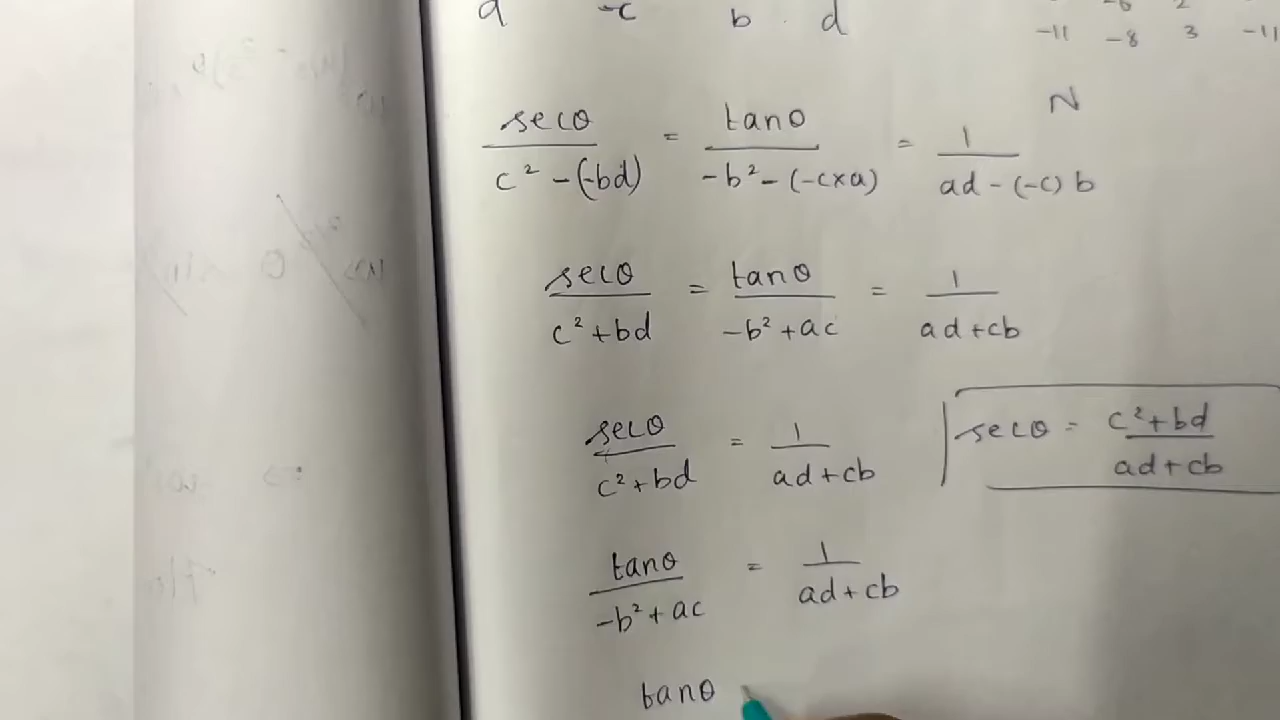 a -c b d
-11 -8 3 -11
N
secθ / c² - (-bd) = tanθ / -b² - (-c×a) = 1 / ad - (-c) b
secθ / c² + bd = tanθ / -b² + ac = 1 / ad + cb
secθ / c² + bd = 1 / ad + cb
secθ = c² + bd / ad + cb
tanθ / -b² + ac = 1 / ad + cb
tanθ